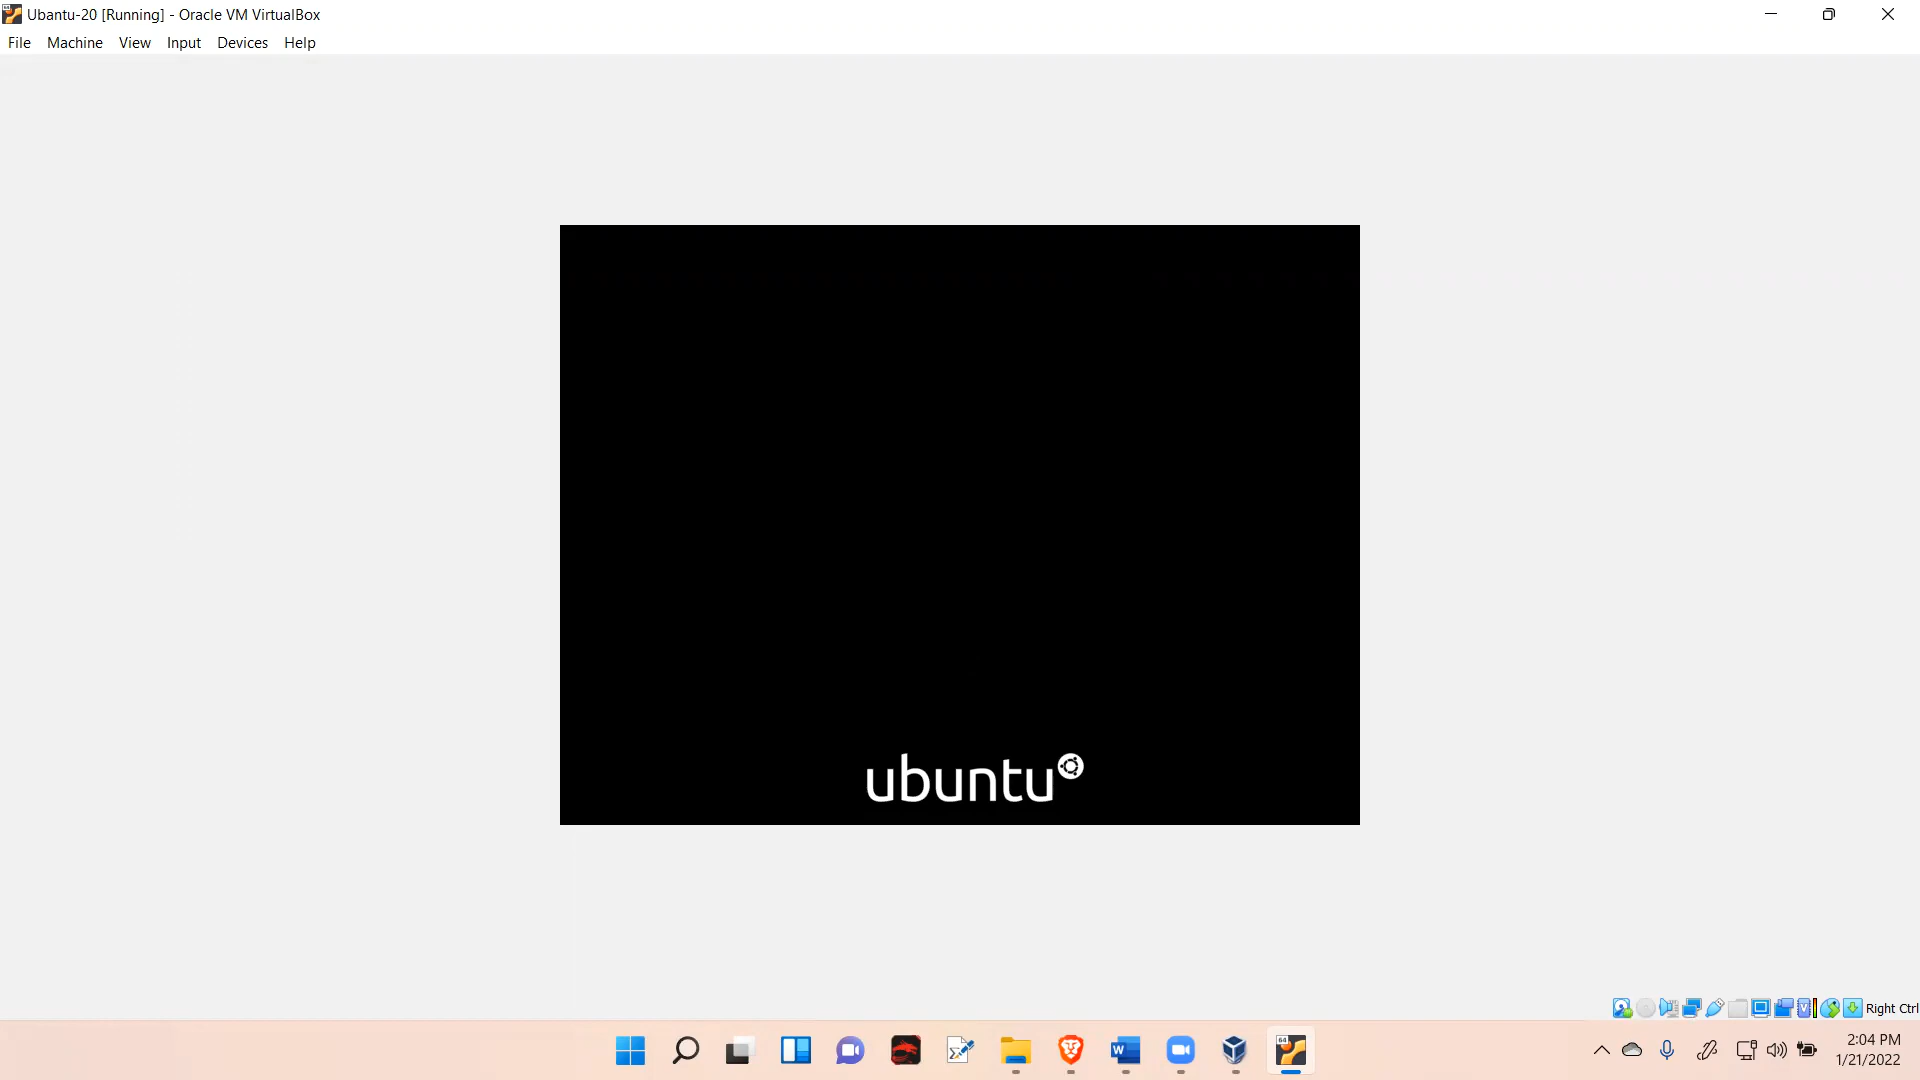 Ubantu-20 [Running] - Oracle VM VirtualBox
File Machine View Input Devices Help
ubuntu
Right Ctrl
2:04 PM
1/21/2022